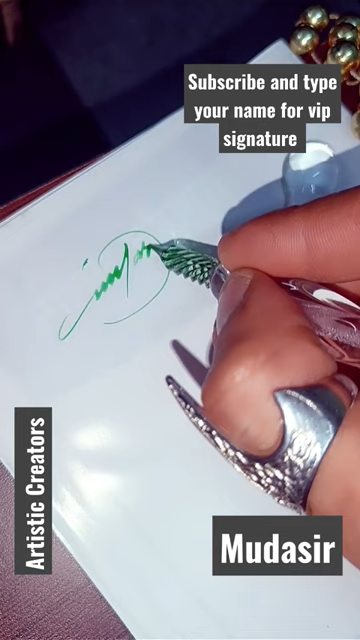 Subscribe and type
your name for vip
signature
Artistic Creators
Mudasir